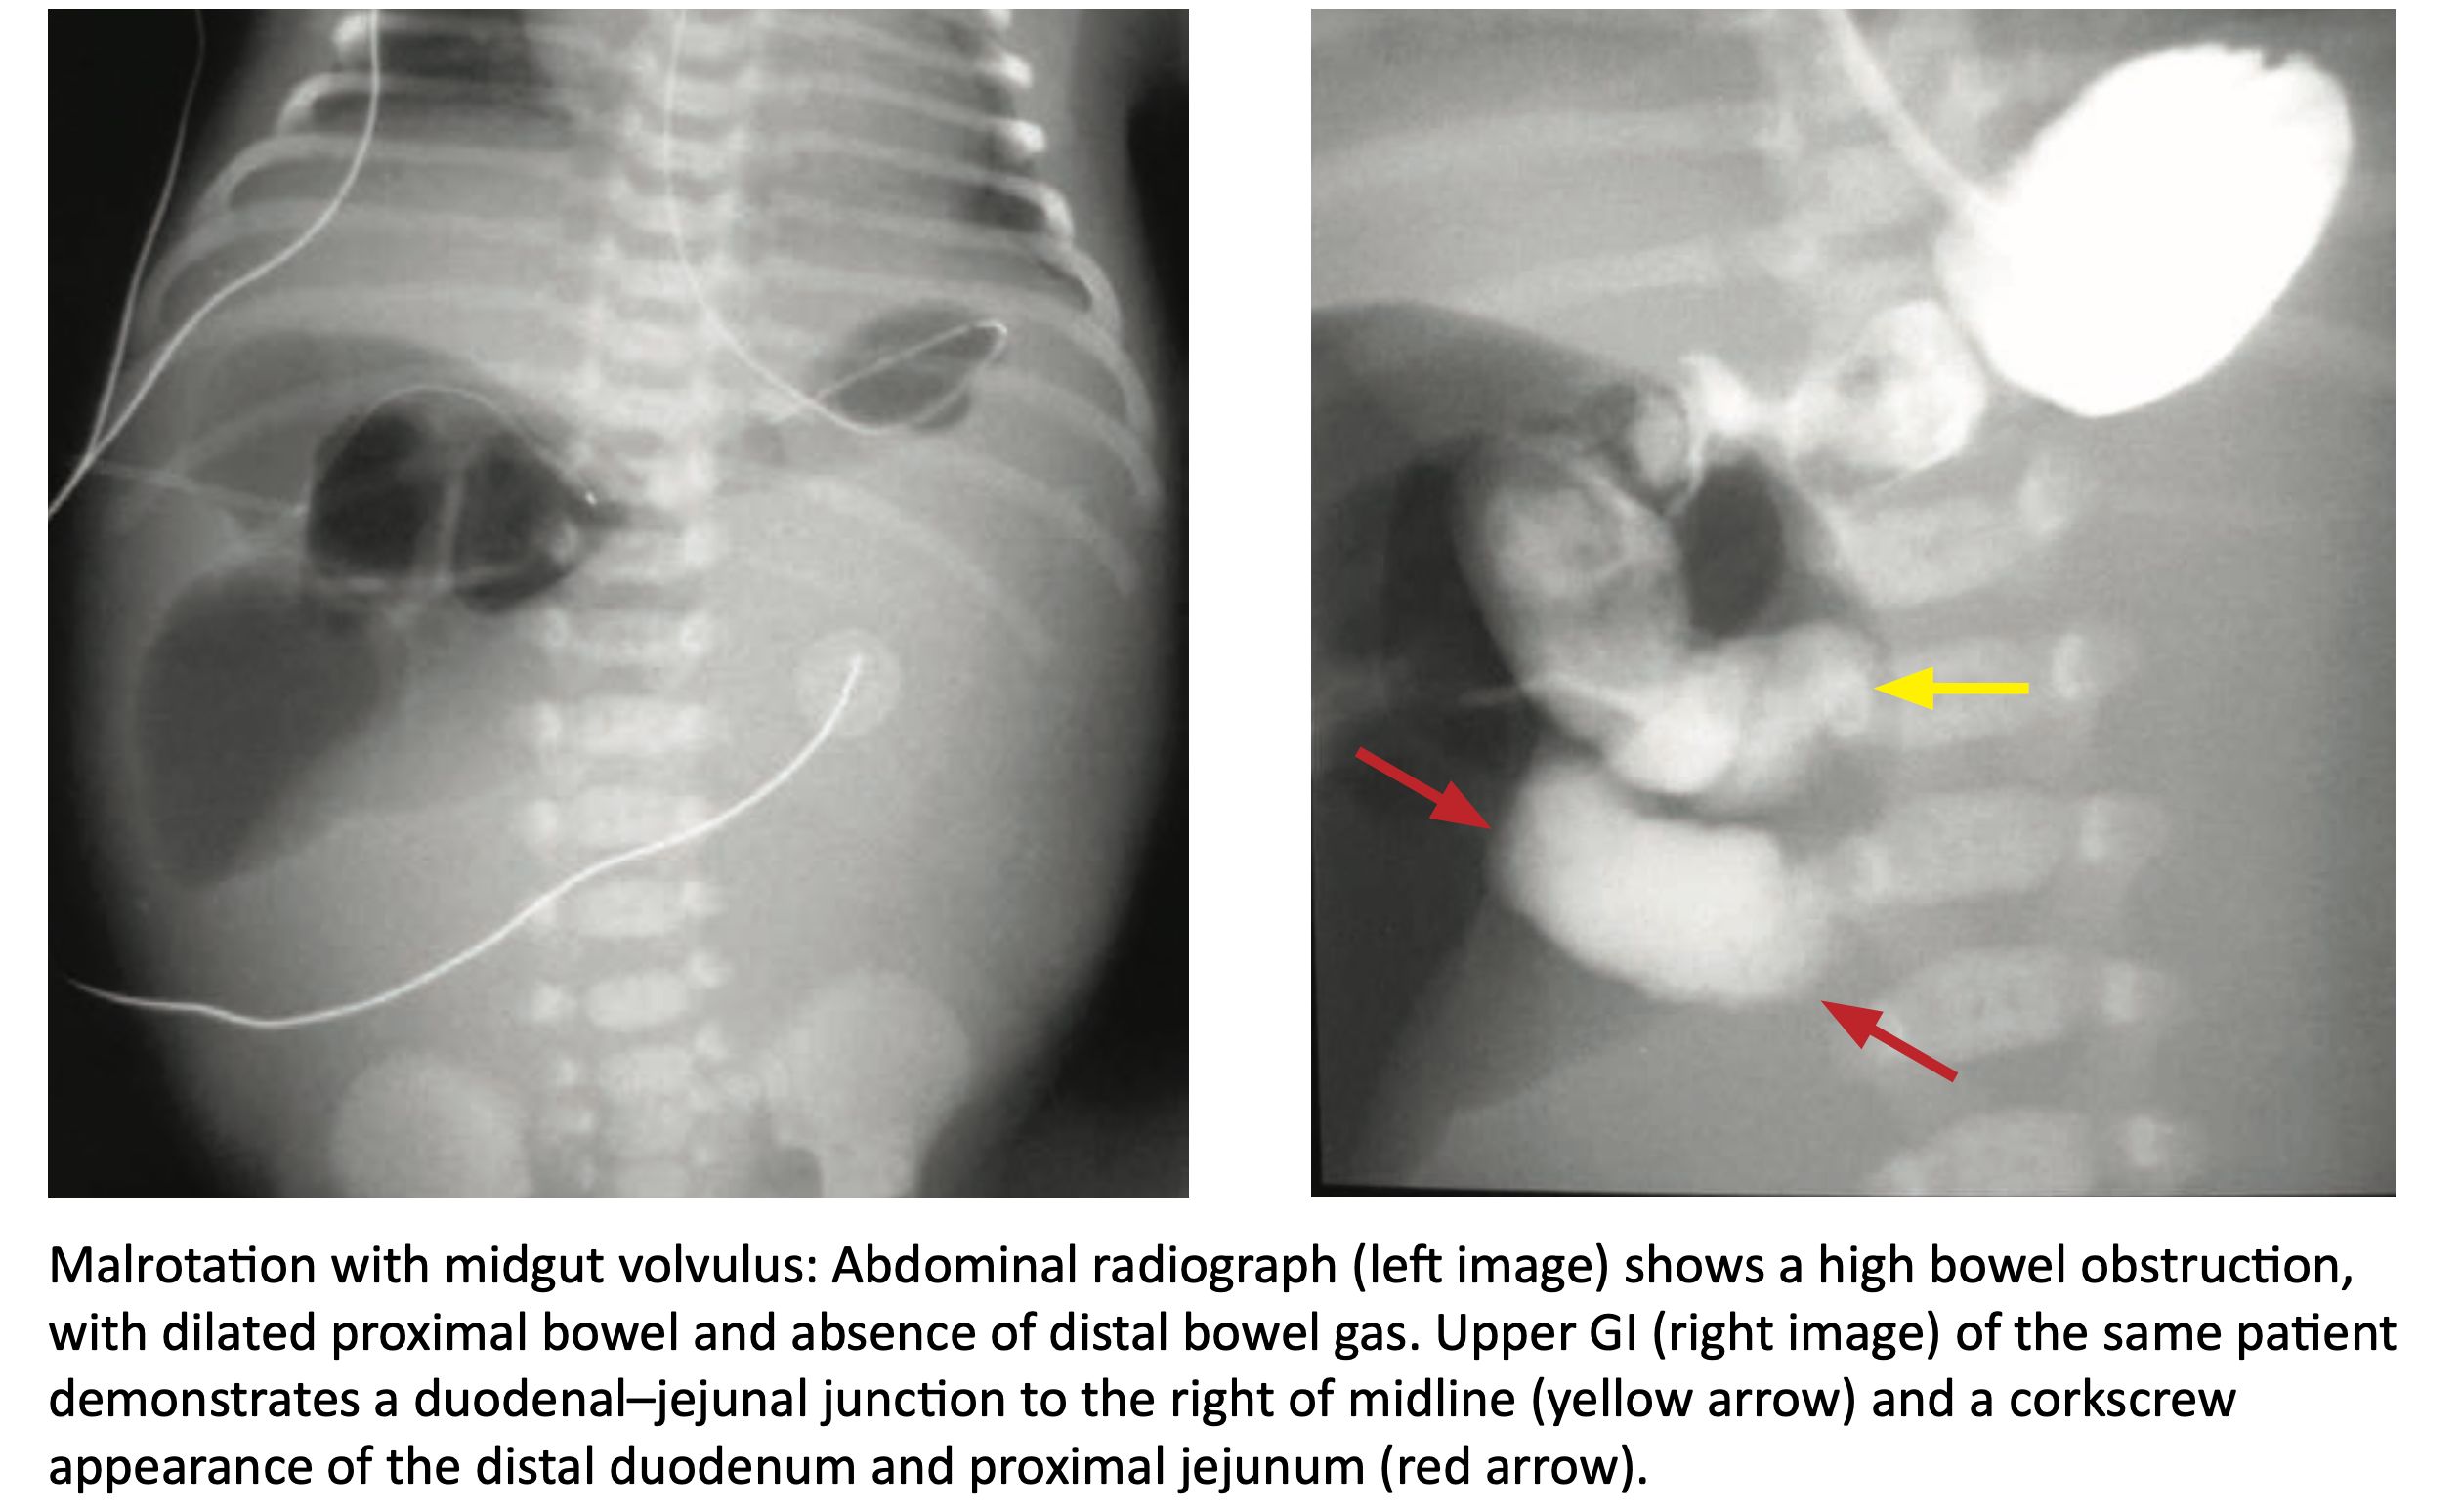 Malrotation with midgut volvulus: Abdominal radiograph (left image) shows a high bowel obstruction,
with dilated proximal bowel and absence of distal bowel gas. Upper GI (right image) of the same patient
demonstrates a duodenal–jejunal junction to the right of midline (yellow arrow) and a corkscrew
appearance of the distal duodenum and proximal jejunum (red arrow).